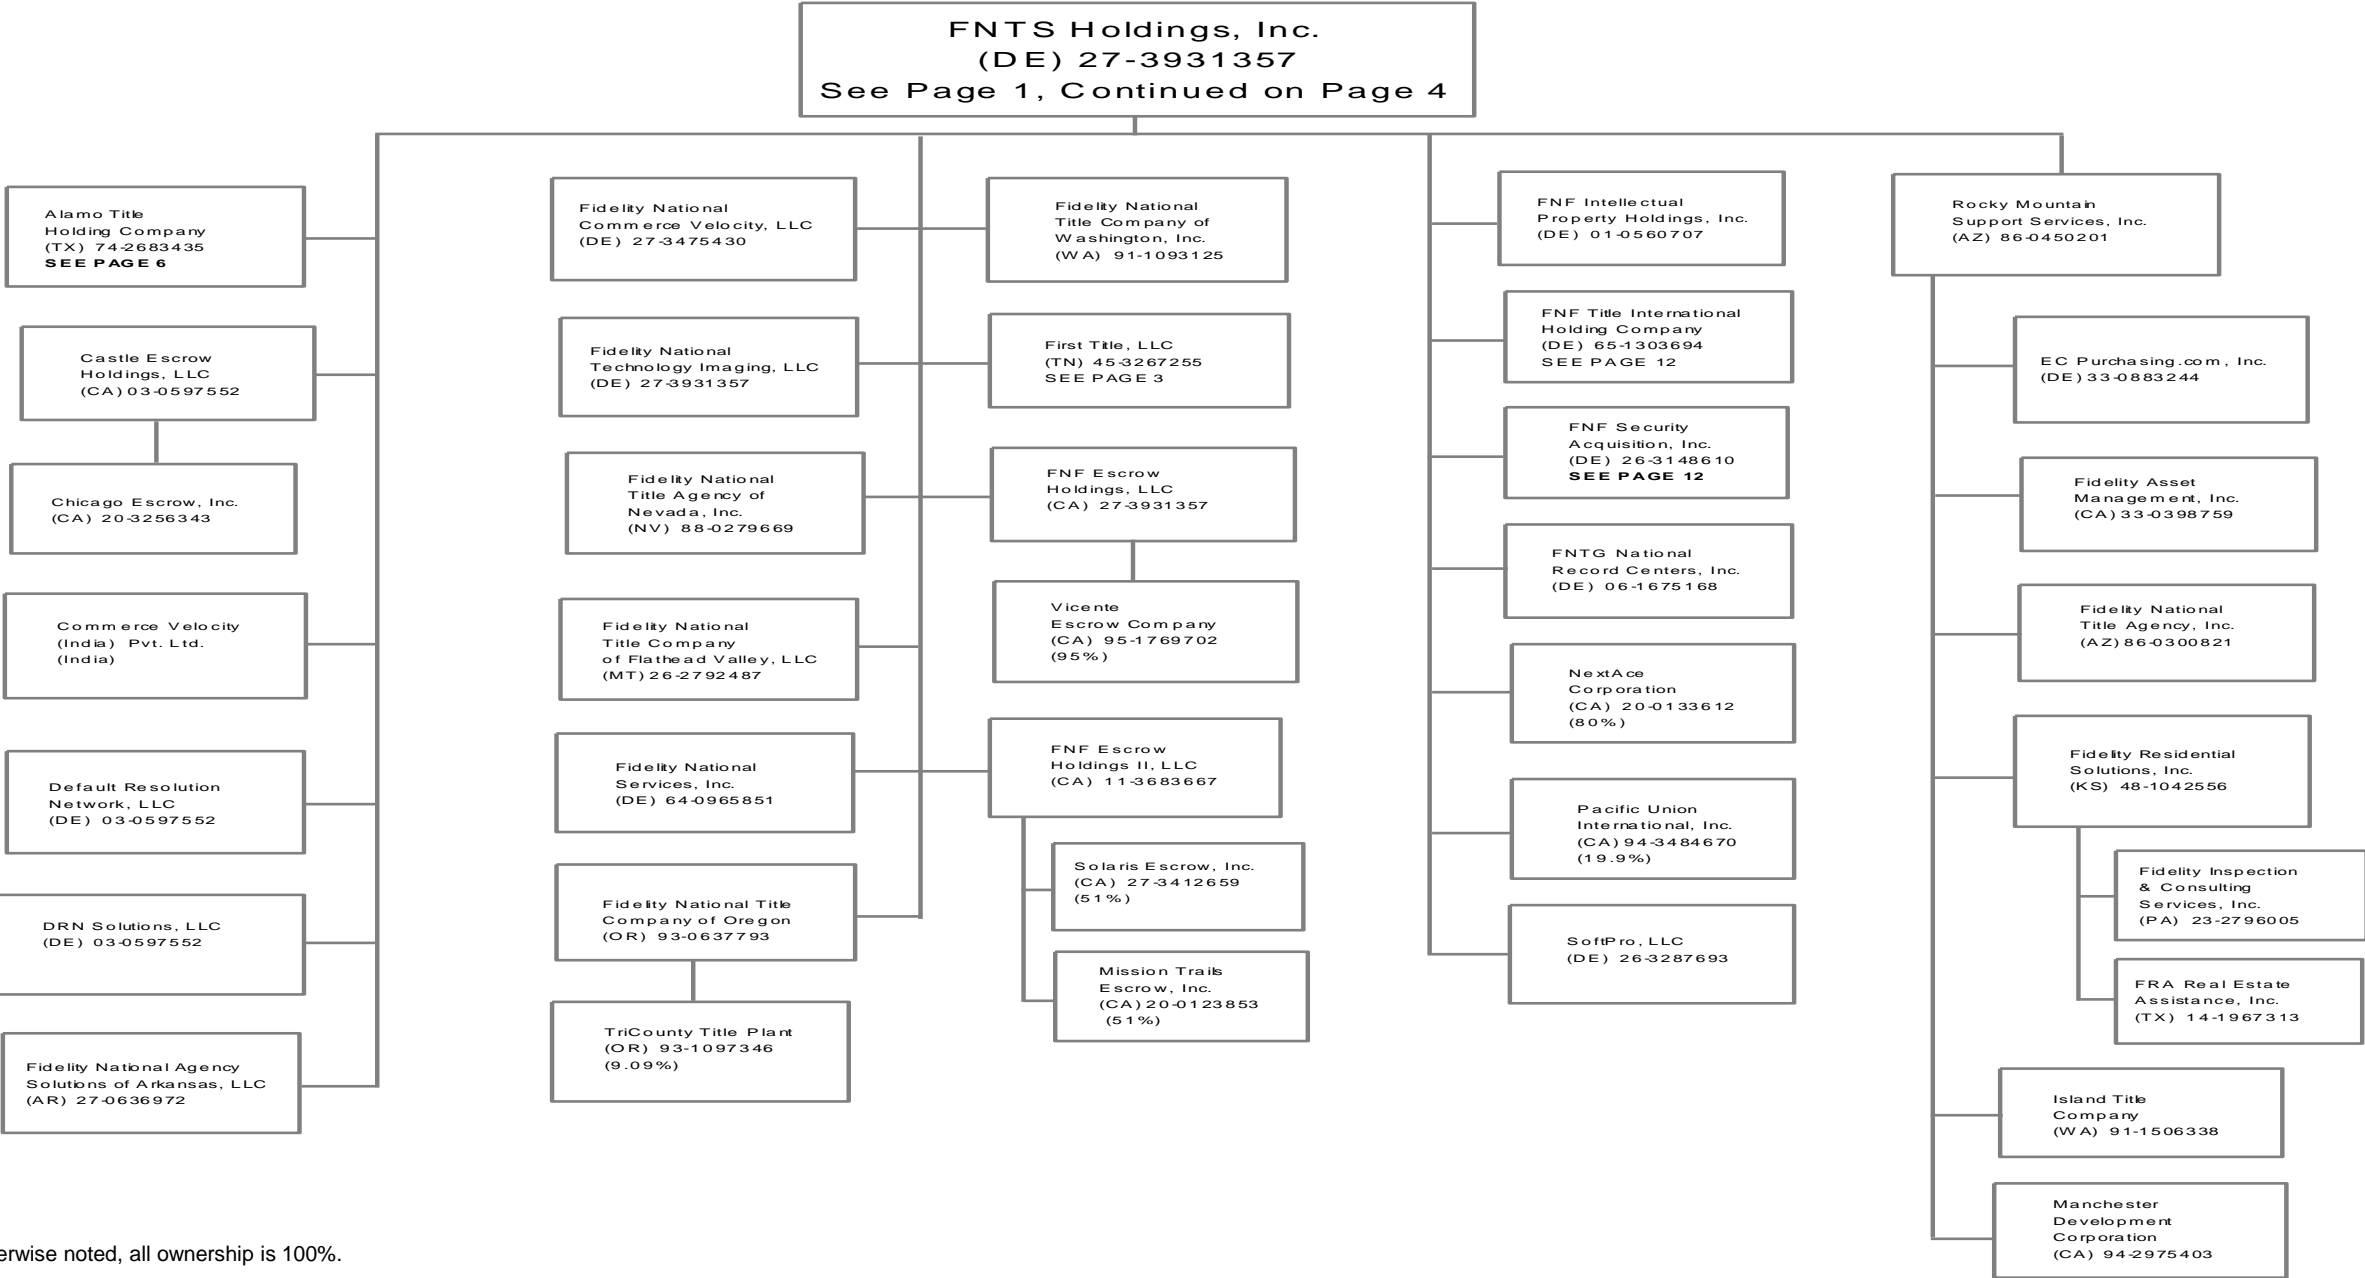 FNTS Holdings, Inc.
(DE) 27-3931357
See Page 1, Continued on Page 4
Alamo Title
Holding Company
(TX) 74-2683435
SEE PAGE 6
Castle Escrow
Holdings, LLC
(CA) 03-0597552
Chicago Escrow, Inc.
(CA) 20-3256343
Commerce Velocity
(India) Pvt. Ltd.
(India)
Default Resolution
Network, LLC
(DE) 03-0597552
DRN Solutions, LLC
(DE) 03-0597552
Fidelity National Agency
Solutions of Arkansas, LLC
(AR) 27-0636972
Fidelity National
Commerce Velocity, LLC
(DE) 27-3475430
Fidelity National
Technology Imaging, LLC
(DE) 27-3931357
Fidelity National
Title Agency of
Nevada, Inc.
(NV) 88-0279669
Fidelity National
Title Company
of Flathead Valley, LLC
(MT) 26-2792487
Fidelity National
Services, Inc.
(DE) 64-0965851
Fidelity National Title
Company of Oregon
(OR) 93-0637793
TriCounty Title Plant
(OR) 93-1097346
(9.09%)
Fidelity National
Title Company of
Washington, Inc.
(WA) 91-1093125
First Title, LLC
(TN) 45-3267255
SEE PAGE 3
FNF Escrow
Holdings, LLC
(CA) 27-3931357
Vicente
Escrow Company
(CA) 95-1769702
(95%)
FNF Escrow
Holdings II, LLC
(CA) 11-3683667
Solaris Escrow, Inc.
(CA) 27-3412659
(51%)
Mission Trails
Escrow, Inc.
(CA) 20-0123853
(51%)
FNF Intellectual
Property Holdings, Inc.
(DE) 01-0560707
FNF Title International
Holding Company
(DE) 65-1303694
SEE PAGE 12
FNF Security
Acquisition, Inc.
(DE) 26-3148610
SEE PAGE 12
FNTG National
Record Centers, Inc.
(DE) 06-1675168
NextAce
Corporation
(CA) 20-0133612
(80%)
Pacific Union
International, Inc.
(CA) 94-3484670
(19.9%)
SoftPro, LLC
(DE) 26-3287693
Rocky Mountain
Support Services, Inc.
(AZ) 86-0450201
EC Purchasing.com, Inc.
(DE) 33-0883244
Fidelity Asset
Management, Inc.
(CA) 33-0398759
Fidelity National
Title Agency, Inc.
(AZ) 86-0300821
Fidelity Residential
Solutions, Inc.
(KS) 48-1042556
Fidelity Inspection
& Consulting
Services, Inc.
(PA) 23-2796005
FRA Real Estate
Assistance, Inc.
(TX) 14-1967313
Island Title
Company
(WA) 91-1506338
Manchester
Development
Corporation
(CA) 94-2975403
erwise noted, all ownership is 100%.